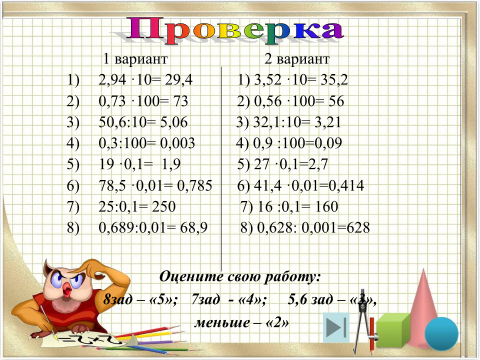 Проверка
1 вариант 2 вариант
1) 2,94 ·10= 29,4 1) 3,52 ·10= 35,2
2) 0,73 ·100= 73 2) 0,56 ·100= 56
3) 50,6:10= 5,06 3) 32,1:10= 3,21
4) 0,3:100= 0,003 4) 0,9 :100=0,09
5) 19 ·0,1= 1,9 5) 27 ·0,1=2,7
6) 78,5 ·0,01= 0,785 6) 41,4 ·0,01=0,414
7) 25:0,1= 250 7) 16 :0,1= 160
8) 0,689:0,01= 68,9 8) 0,628: 0,001=628
Оцените свою работу:
8зад – «5»; 7зад - «4»; 5,6 зад – «3»,
меньше – «2»